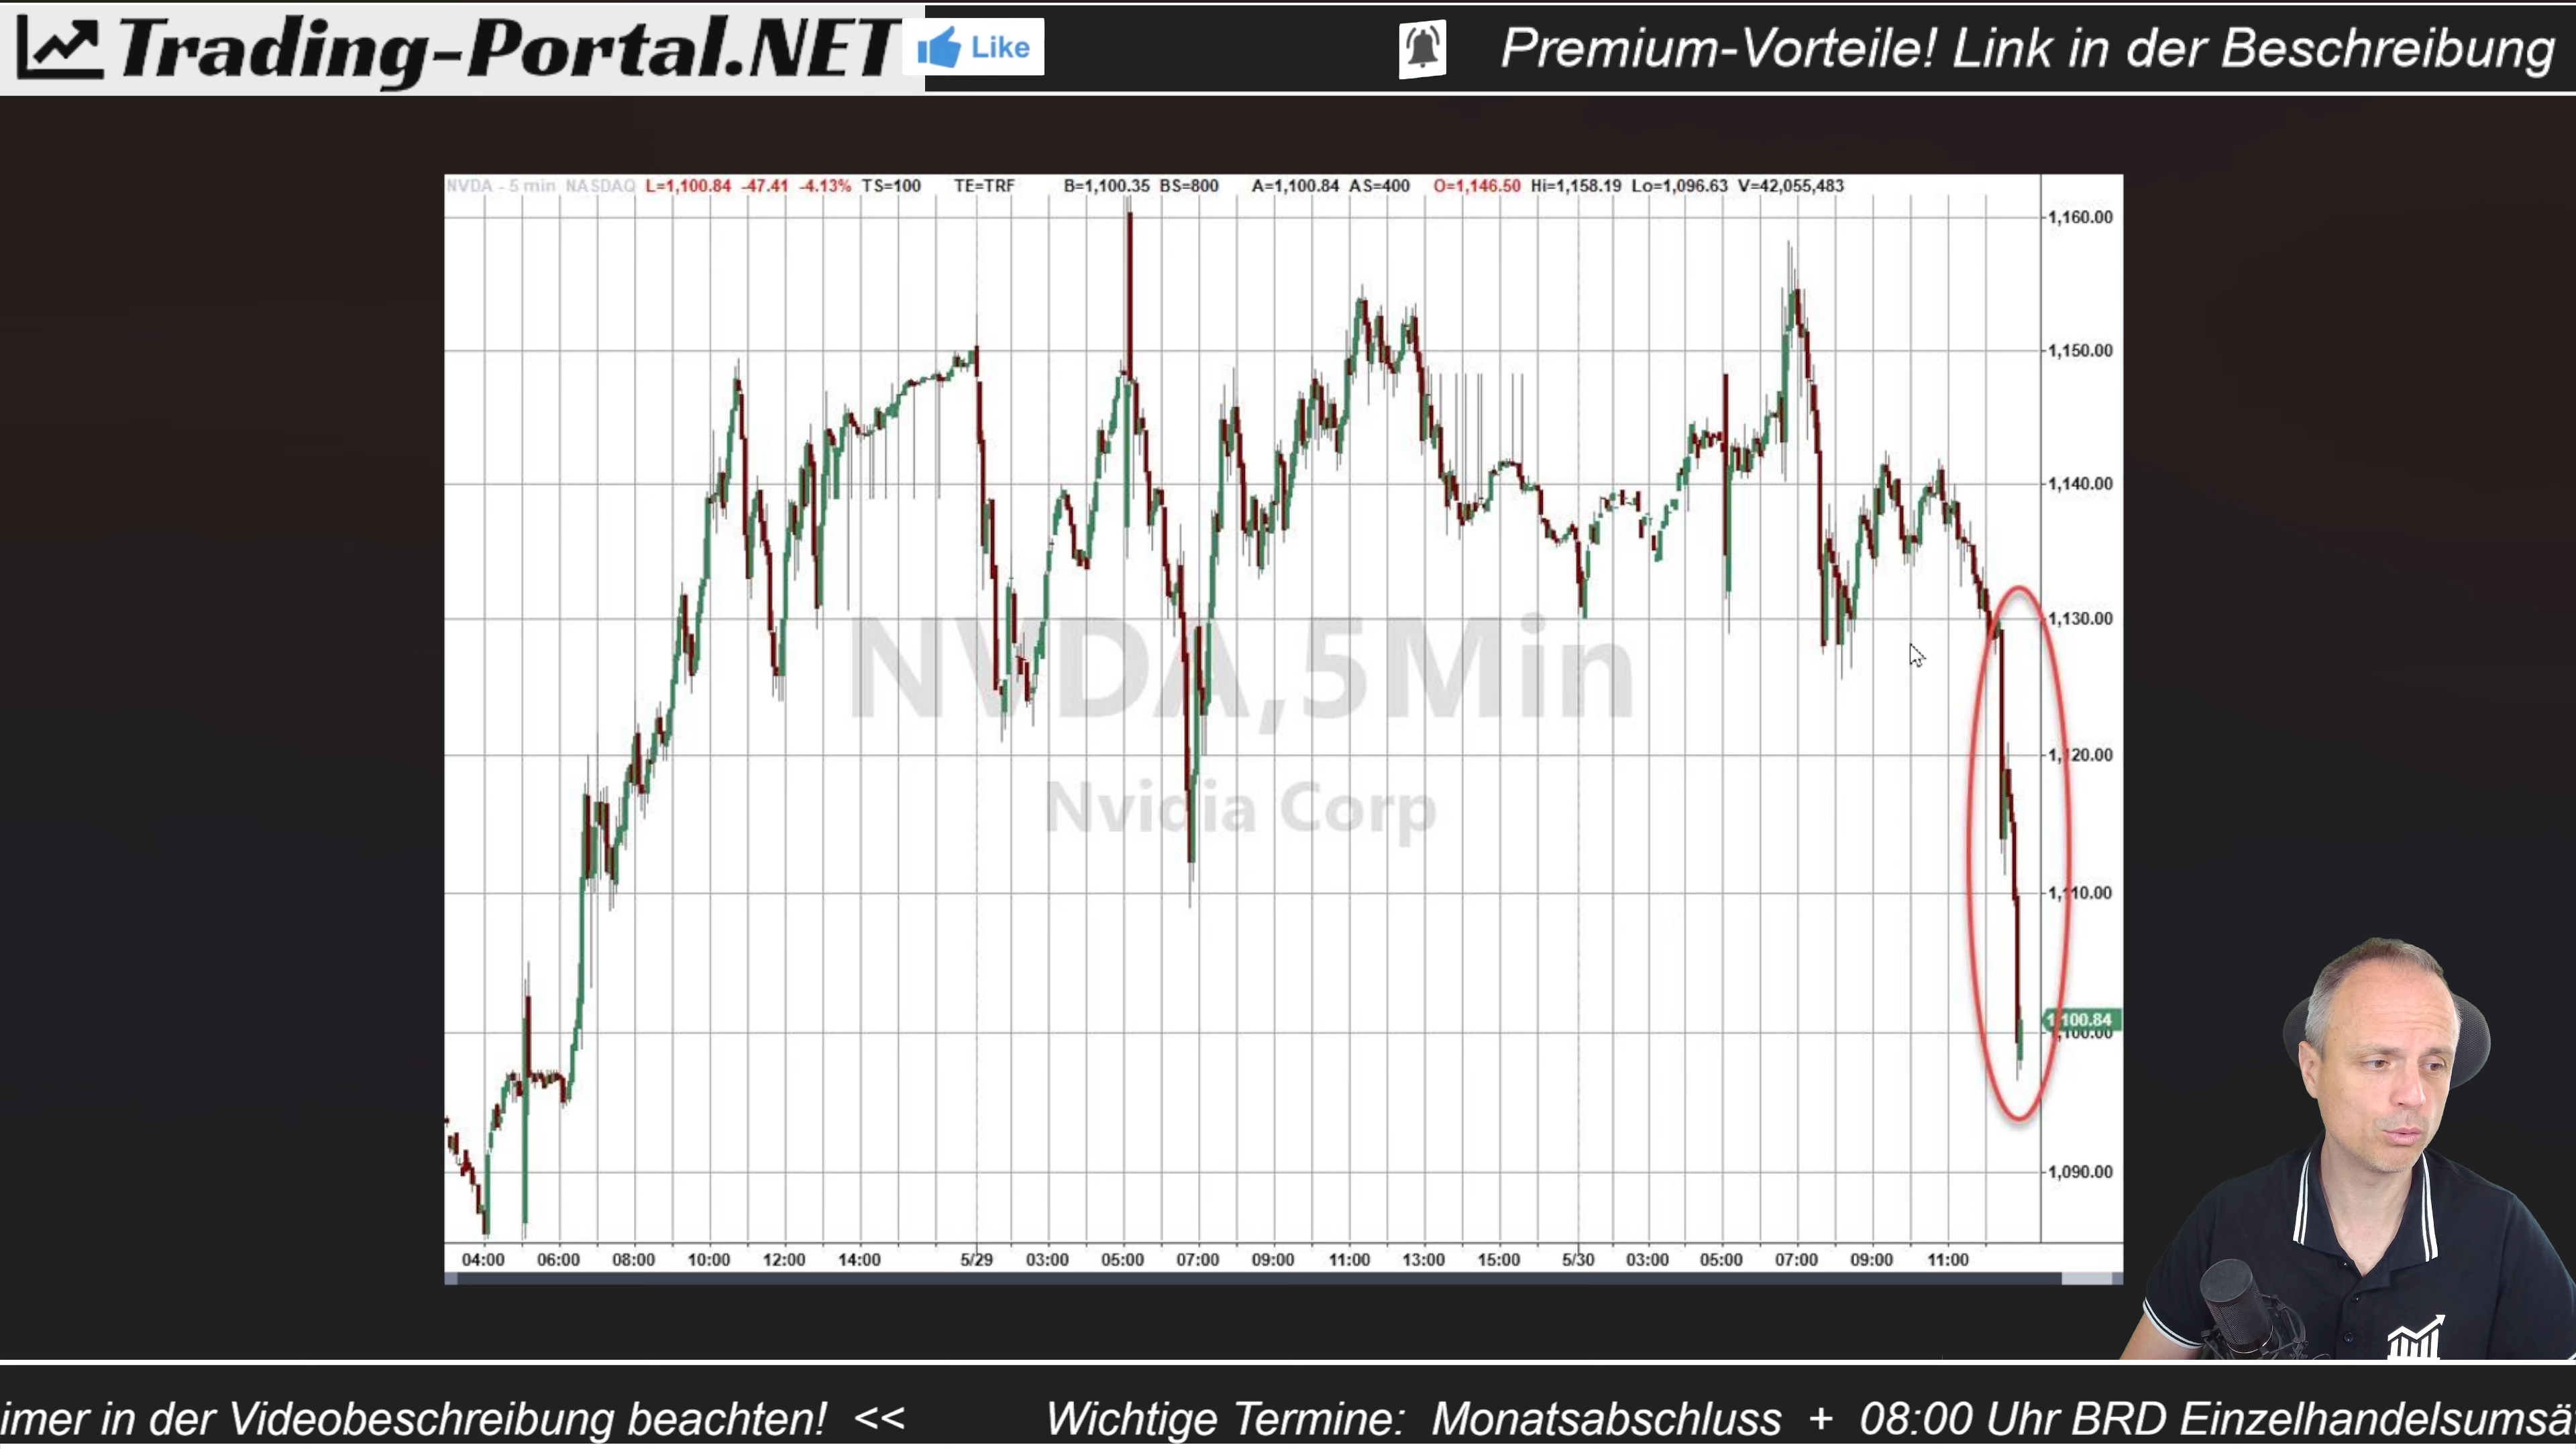 Trading-Portal.NET
Like
Premium-Vorteile! Link in der Beschreibung
NVDA - 5 min NASDAQ L=1,100.84 -47.41 -4.13% TS=100 TE=TRF B=1,100.35 BS=800 A=1,100.84 AS=400 O=1,146.50 Hi=1,158.19 Lo=1,096.63 V=42,055,483
1,160.00
1,150.00
1,140.00
1,130.00
NVDA,5Min
1,120.00
Nvidia Corp
1,110.00
1,100.84
1,100.00
1,090.00
04:00 06:00 08:00 10:00 12:00 14:00 5/29 03:00 05:00 07:00 09:00 11:00 13:00 15:00 5/30 03:00 05:00 07:00 09:00 11:00
imer in der Videobeschreibung beachten! << Wichtige Termine: Monatsabschluss + 08:00 Uhr BRD Einzelhandelsumsä